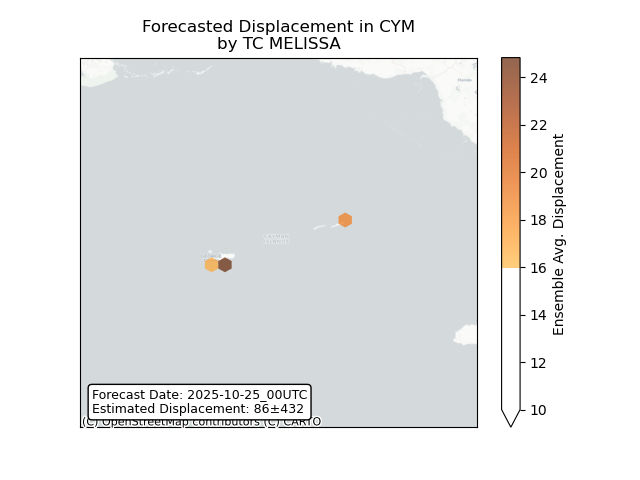 Forecasted Displacement in CYM
by TC MELISSA
24
22
20
18
16
14
12
10
Ensemble Avg. Displacement
Forecast Date: 2025-10-25_00UTC
Estimated Displacement: 86±432
(C) OpenStreetMap contributors (C) CARTO